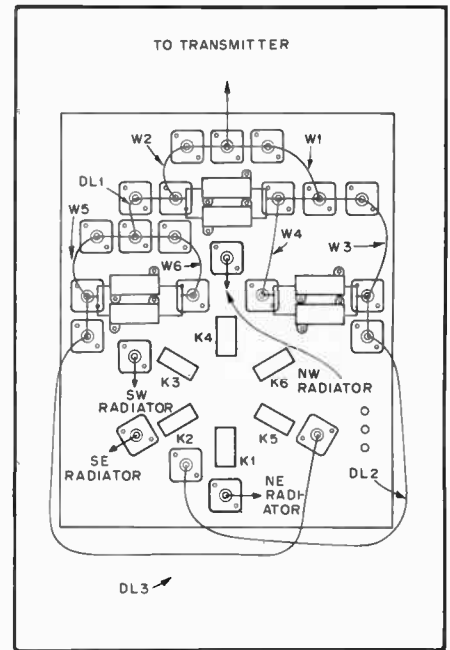 TO TRANSMITTER
W2
W1
DL1
W5
W4
W3
W6
K4
NW
RADIATOR
K3
K6
SW
RADIATOR
K2
K5
SE
RADIATOR
K1
DL2
NE
RADI-
ATOR
DL3